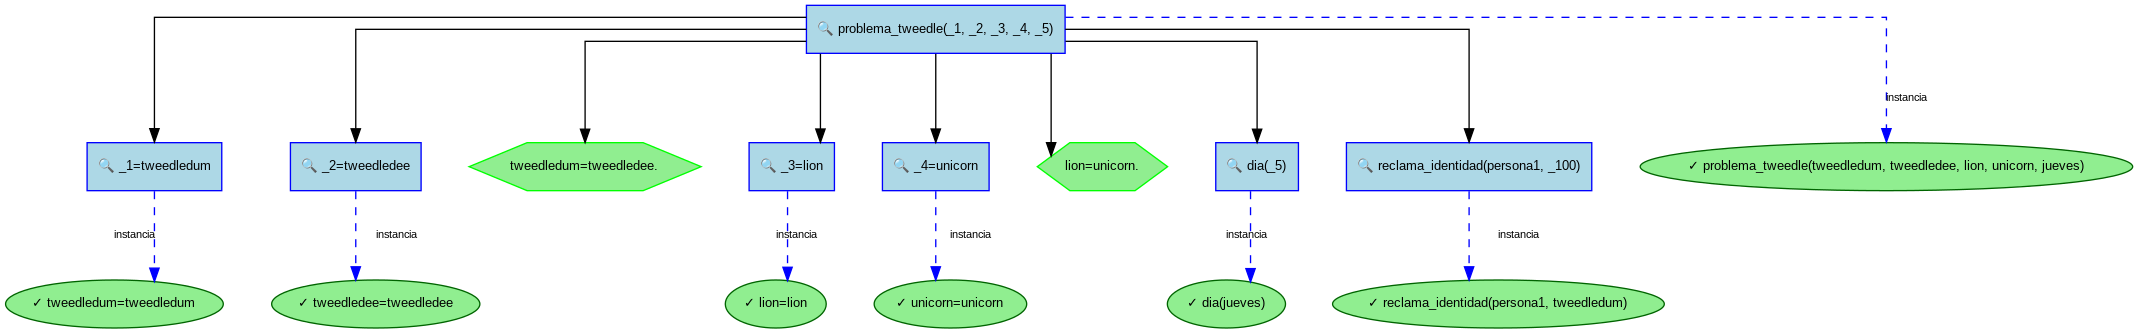 🔍 problema_tweedle(_1, _2, _3, _4, _5)
instancia
🔍 _1=tweedledum
🔍 _2=tweedledee
tweedledum=tweedledee.
🔍 _3=lion
🔍 _4=unicorn
lion=unicorn.
🔍 dia(_5)
🔍 reclama_identidad(persona1, _100)
✓ problema_tweedle(tweedledum, tweedledee, lion, unicorn, jueves)
instancia
instancia
instancia
instancia
instancia
instancia
✓ tweedledum=tweedledum
✓ tweedledee=tweedledee
✓ lion=lion
✓ unicorn=unicorn
✓ dia(jueves)
✓ reclama_identidad(persona1, tweedledum)